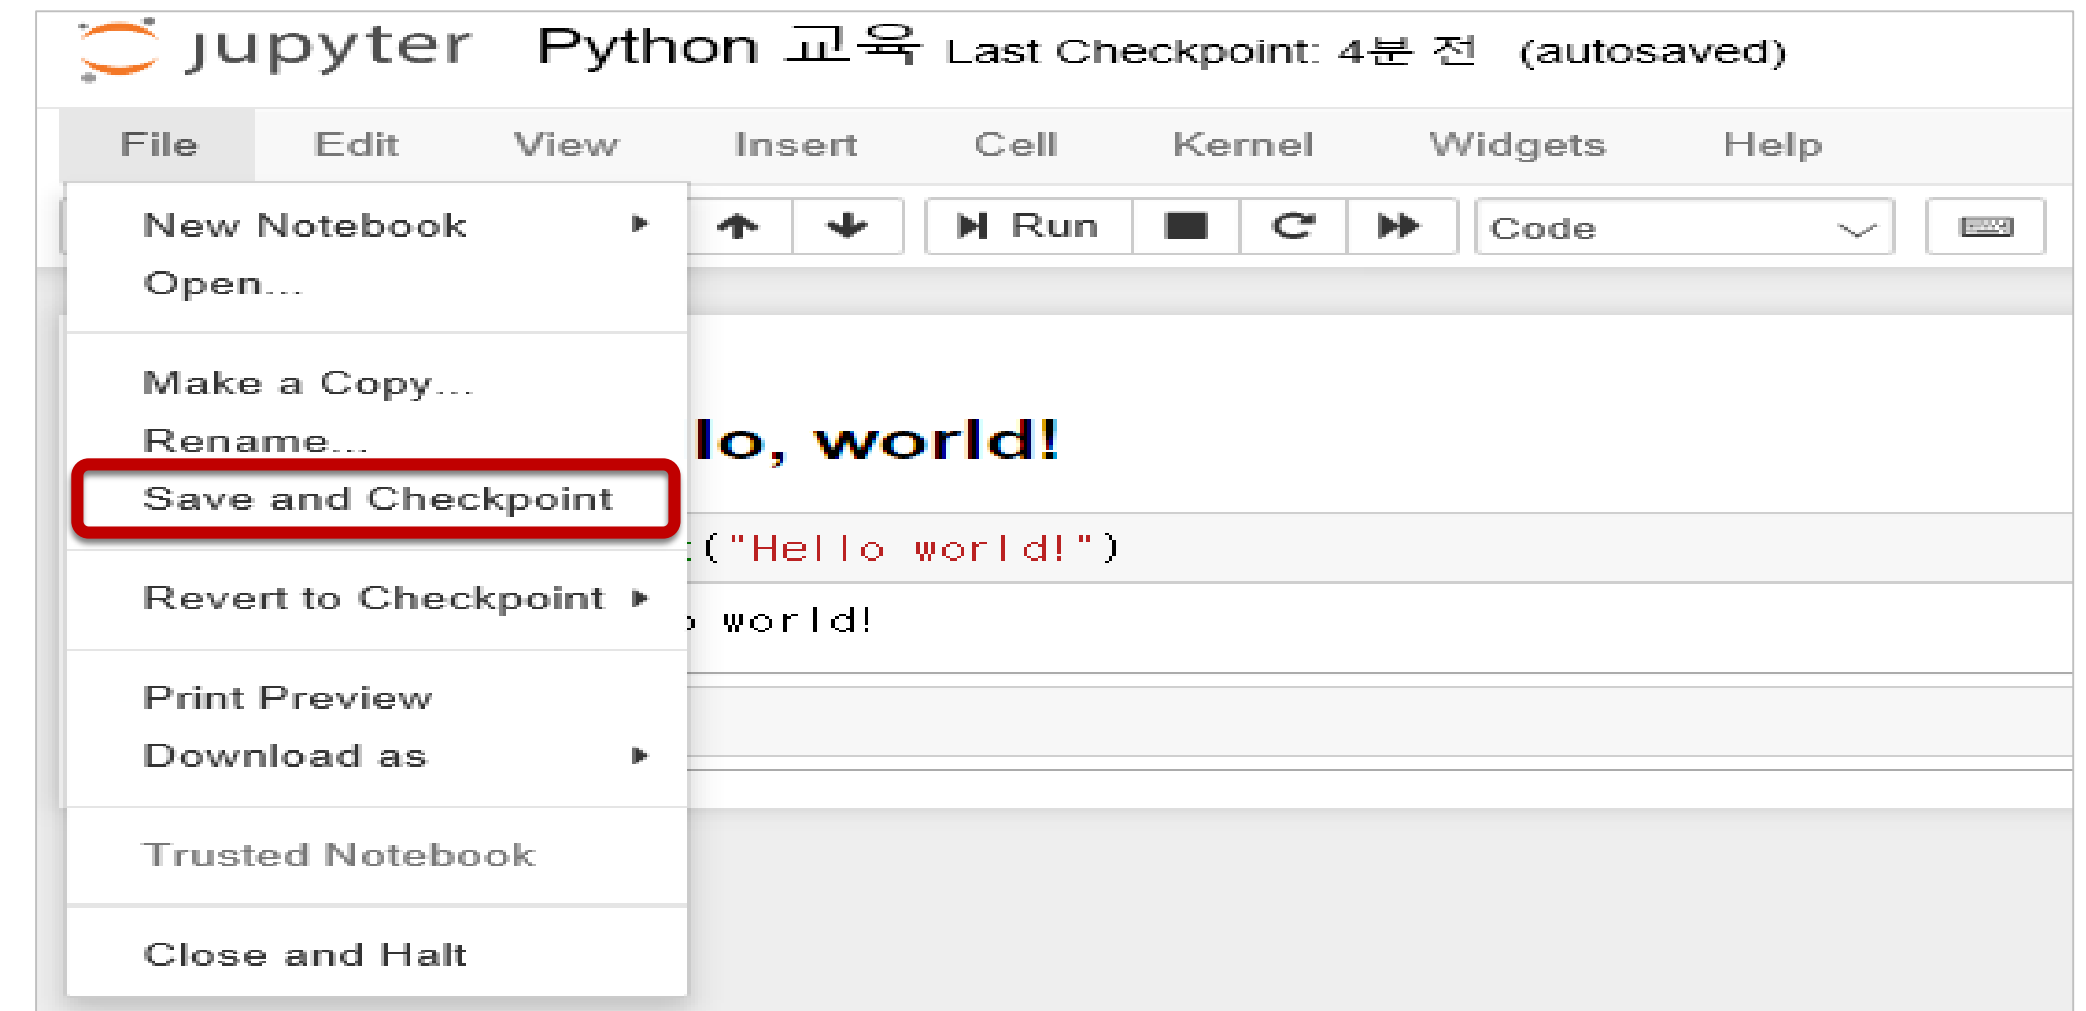 jupyter Python 교육 Last Checkpoint: 4분 전 (autosaved)
File Edit View Insert Cell Kernel Widgets Help
Run Code
New Notebook
Open...
Make a Copy...
Rename...
Save and Checkpoint
Revert to Checkpoint
Print Preview
Download as
Trusted Notebook
Close and Halt
lo, world!
("Hello world!")
world!